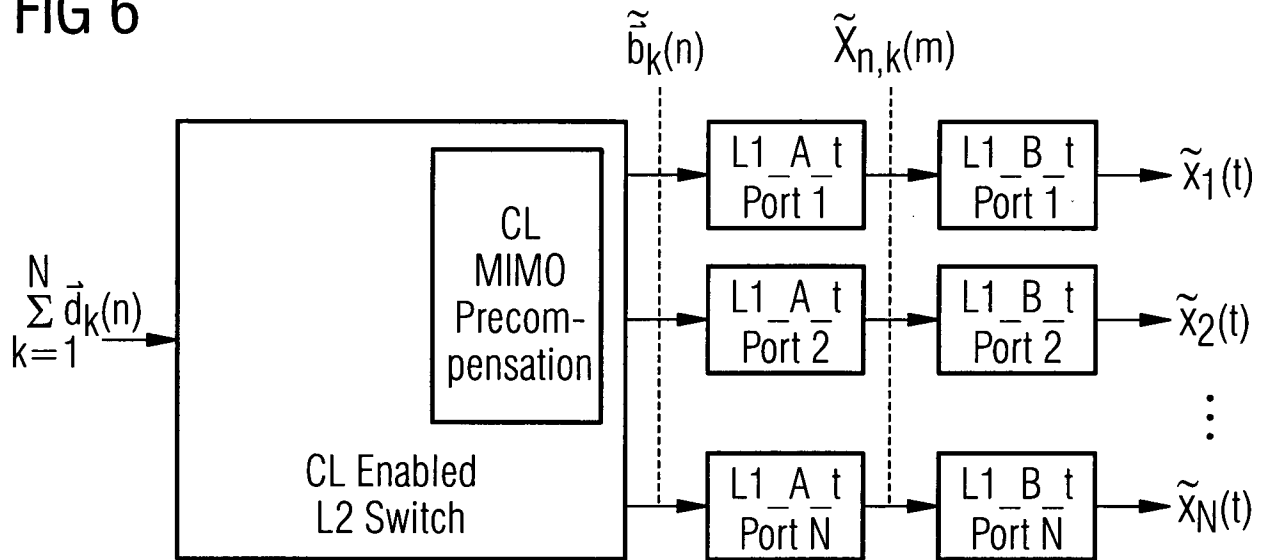 FIG 6
b̃⃗k(n)
X̃n,k(m)
N
Σ d⃗k(n)
k=1
CL
MIMO
Precom-
pensation
CL Enabled
L2 Switch
L1_A_t
Port 1
L1_B_t
Port 1
x̃1(t)
L1_A_t
Port 2
L1_B_t
Port 2
x̃2(t)
⋮
L1_A_t
Port N
L1_B_t
Port N
x̃N(t)